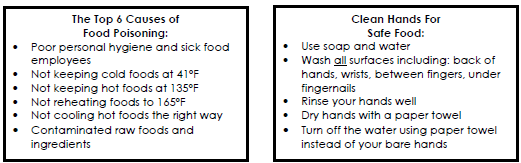 The Top 6 Causes of
Food Poisoning:
• Poor personal hygiene and sick food
employees
• Not keeping cold foods at 41°F
• Not keeping hot foods at 135°F
• Not reheating foods to 165°F
• Not cooling hot foods the right way
• Contaminated raw foods and
ingredients
Clean Hands For
Safe Food:
• Use soap and water
• Wash all surfaces including: back of
hands, wrists, between fingers, under
fingernails
• Rinse your hands well
• Dry hands with a paper towel
• Turn off the water using paper towel
instead of your bare hands